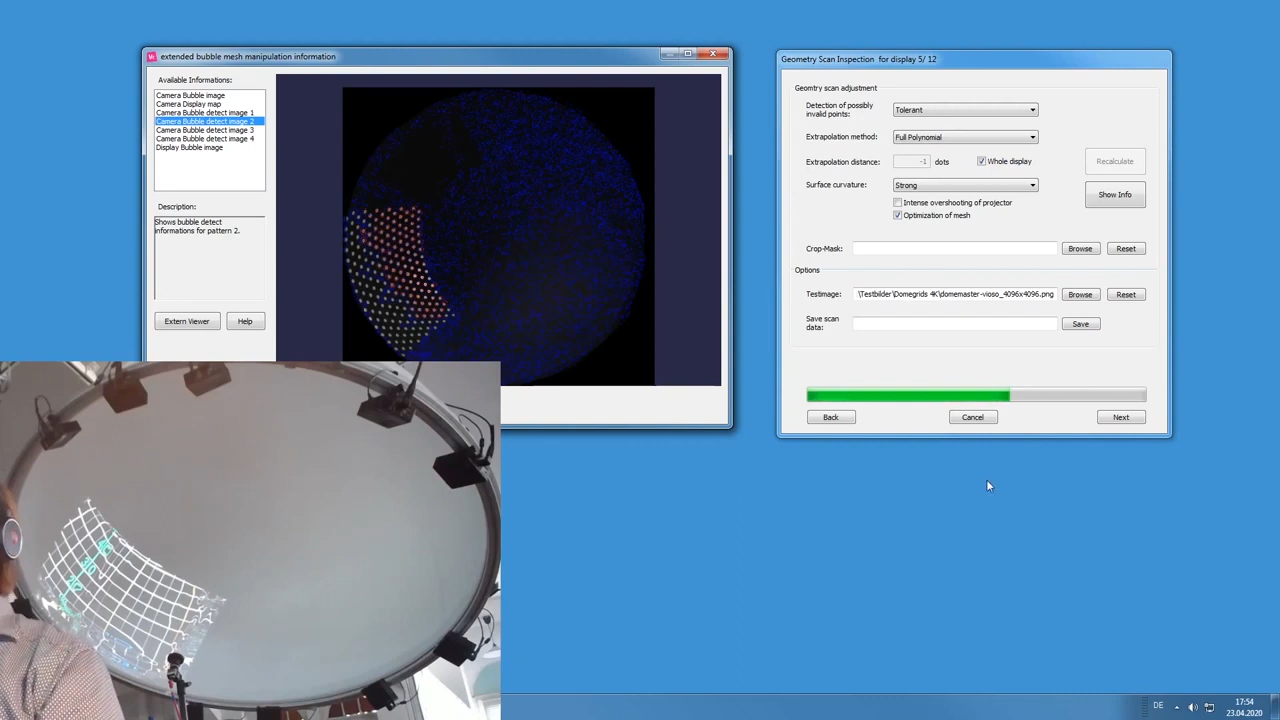 extended bubble mesh manipulation information
Available Informations:
Camera Bubble image
Camera Display map
Camera Bubble detect image 1
Camera Bubble detect image 2
Camera Bubble detect image 3
Camera Bubble detect image 4
Display Bubble image
Description:
Shows bubble detect
informations for pattern 2.
Extern Viewer
Help
Geometry Scan Inspection for display 5/ 12
Geomtry scan adjustment
Detection of possibly
invalid points:
Tolerant
Extrapolation method:
Full Polynomial
Extrapolation distance:
-1
dots
Whole display
Recalculate
Surface curvature:
Strong
Show Info
Intense overshooting of projector
Optimization of mesh
Crop-Mask:
Browse
Reset
Options
Testimage:
\Testbilder\Domegrids 4K\domemaster-vioso_4096x4096.png
Browse
Reset
Save scan
data:
Save
Back
Cancel
Next
DE
17:54
23.04.2020